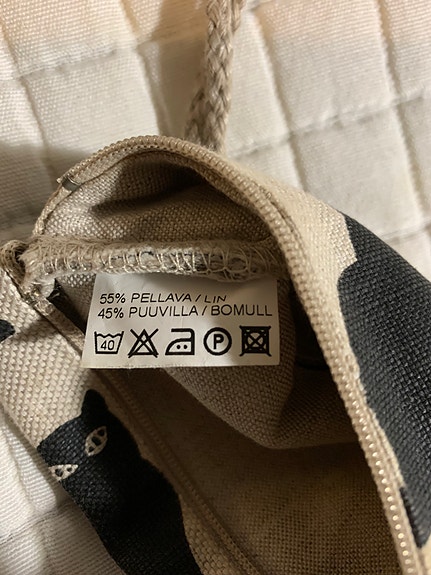 55% PELLAVA / LIN
45% PUUVILLA / BOMULL
40 P